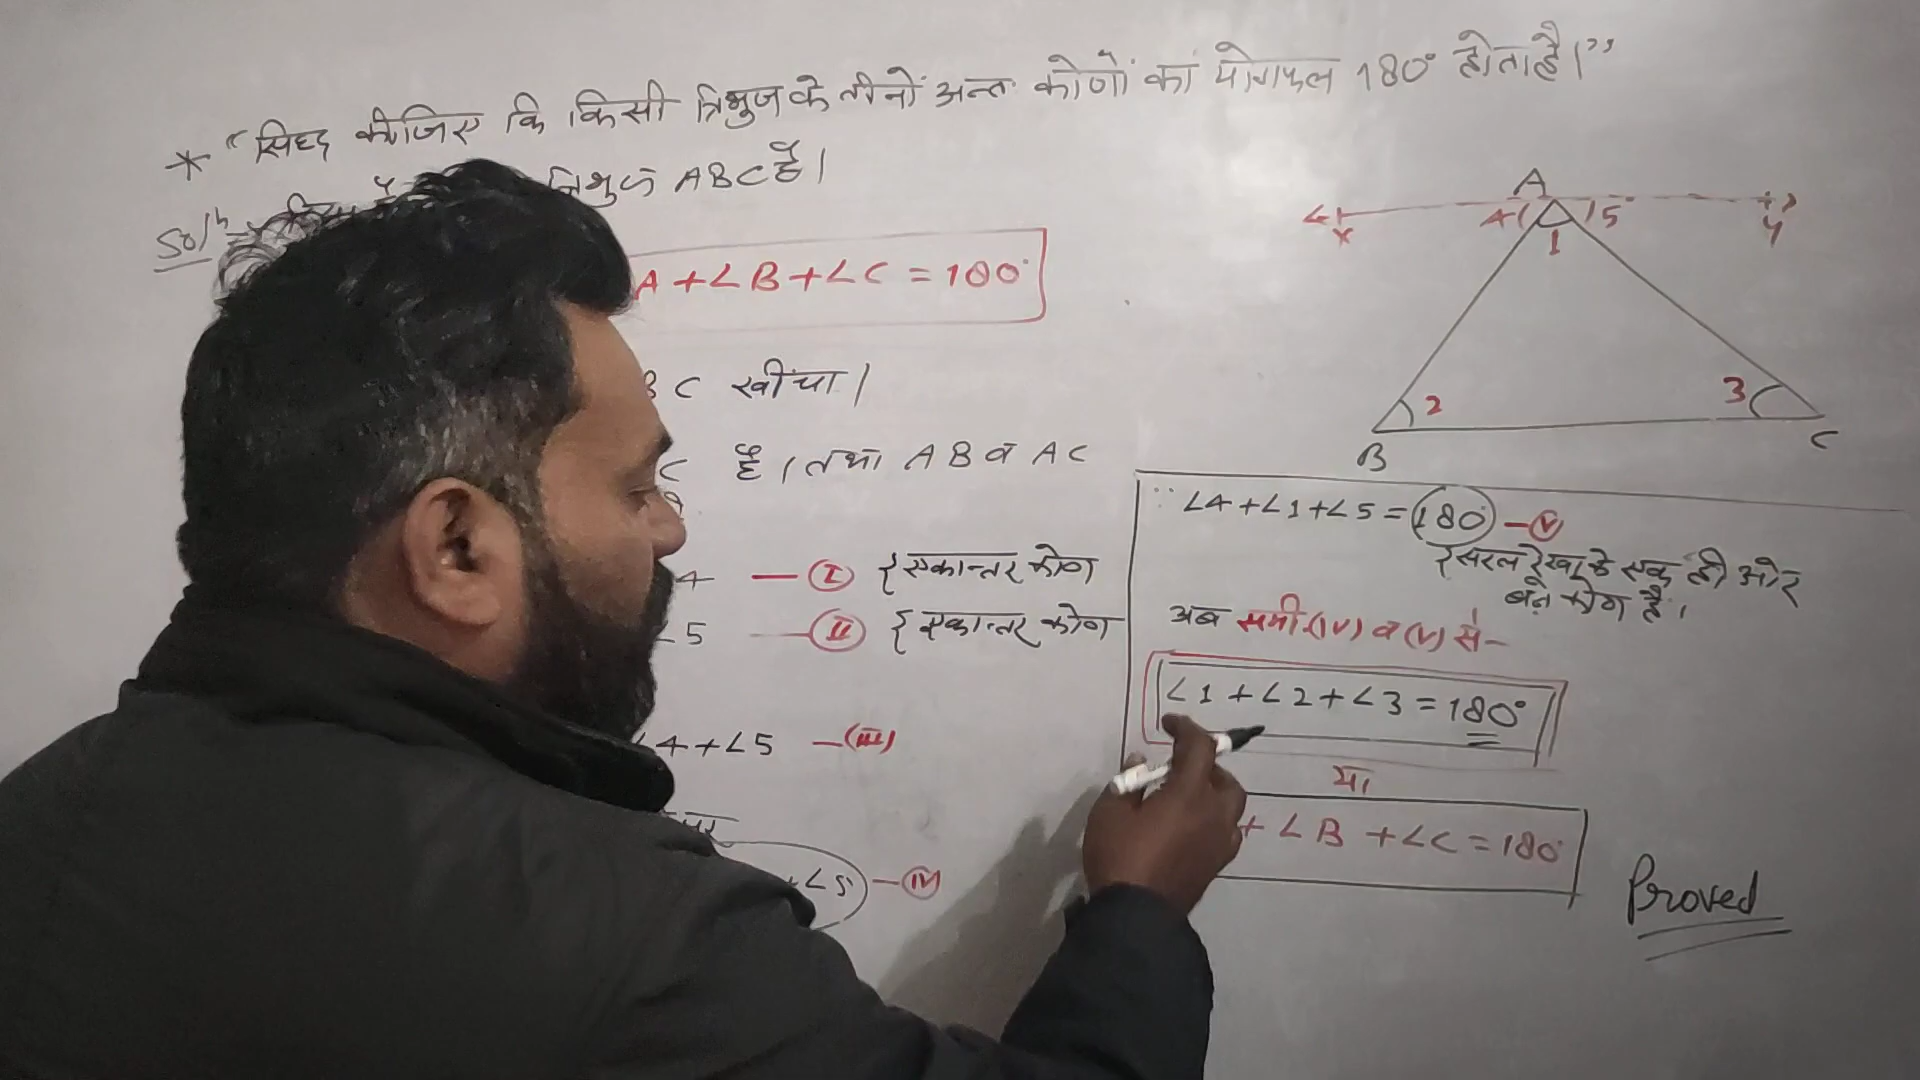 * “सिद्ध कीजिए कि किसी त्रिभुज के तीनों अन्तः कोणों का योगफल 180° होता है।”
Solⁿ त्रिभुज ABC है।
A + ∠B + ∠C = 180°
BC खींचा।
C है। तथा AB व AC
4 — (I) {एकान्तर कोण
∠5 — (II) {एकान्तर कोण
∠4 + ∠5 — (III)
+ ∠5 — (IV)
A
X 4 1 5 Y
2 3
B C
∵ ∠4 + ∠1 + ∠5 = 180° — (V)
{सरल रेखा के एक ही ओर
बने कोण हैं।
अब समी. (IV) व (V) से –
∠1 + ∠2 + ∠3 = 180°
या
+ ∠B + ∠C = 180°
Proved